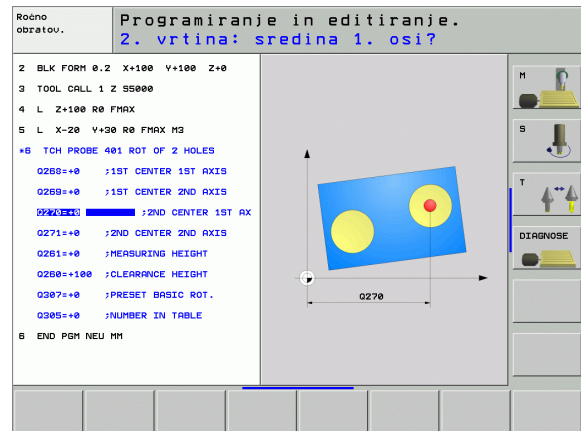 Ročno
obratov.
Programiranje in editiranje.
2. vrtina: sredina 1. osi?
2 BLK FORM 0.2 X+100 Y+100 Z+0
3 TOOL CALL 1 Z S5000
4 L Z+100 R0 FMAX
5 L X-20 Y+30 R0 FMAX M3
*6 TCH PROBE 401 ROT OF 2 HOLES
Q268=+0 ;1ST CENTER 1ST AXIS
Q269=+0 ;1ST CENTER 2ND AXIS
Q270=+0 ;2ND CENTER 1ST AX
Q271=+0 ;2ND CENTER 2ND AXIS
Q261=+0 ;MEASURING HEIGHT
Q260=+100 ;CLEARANCE HEIGHT
Q307=+0 ;PRESET BASIC ROT.
Q305=+0 ;NUMBER IN TABLE
6 END PGM NEU MM
Q270
M
S
T
DIAGNOSE